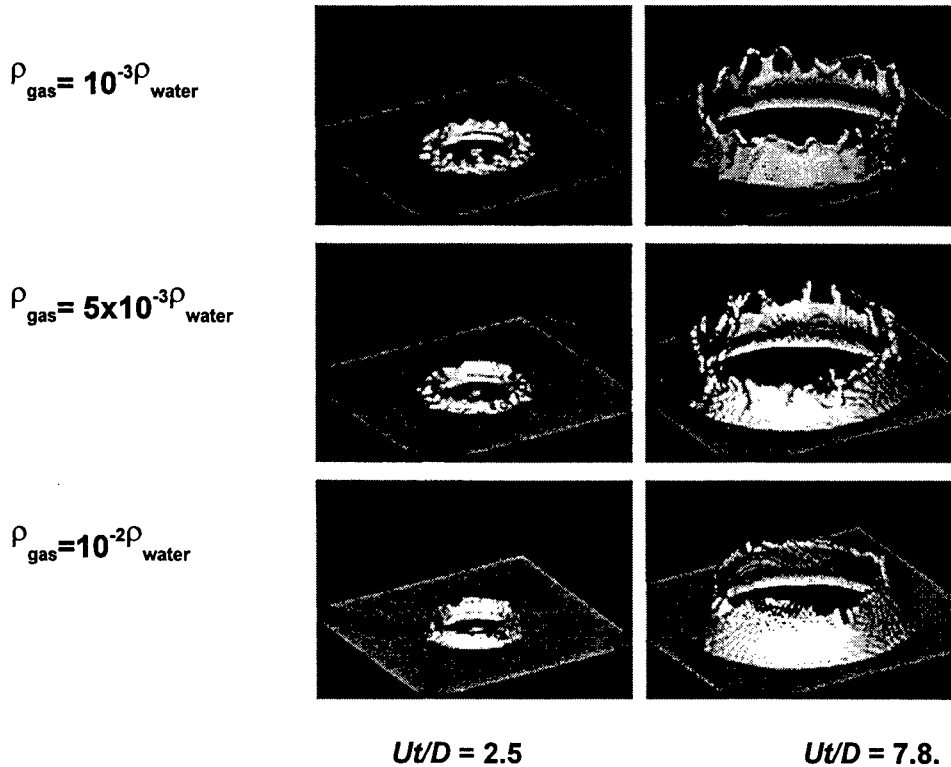 ρgas= 10-3ρwater
ρgas= 5x10-3ρwater
ρgas=10-2ρwater
Ut/D = 2.5 Ut/D = 7.8.